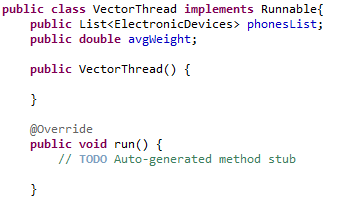 public class VectorThread implements Runnable{
public List<ElectronicDevices> phonesList;
public double avgWeight;
public VectorThread() {
}
@Override
public void run() {
// TODO Auto-generated method stub
}